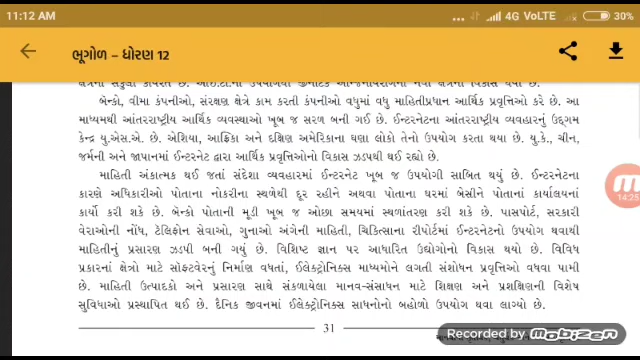 11:12 AM ... 4G VoLTE 30%
ભૂગોળ – ધોરણ 12
બૅન્કો, વીમા કંપનીઓ, સંરક્ષણ ક્ષેત્રે કામ કરતી કંપનીઓ વધુમાં વધુ માહિતીપ્રધાન આર્થિક પ્રવૃત્તિઓ કરે છે. આ
માધ્યમથી આંતરરાષ્ટ્રીય આર્થિક વ્યવસ્થાઓ ખૂબ જ સરળ બની ગઈ છે. ઈન્ટરનેટના આંતરરાષ્ટ્રીય વ્યવહારનું ઉદ્દગમ
કેન્દ્ર યુ.એસ.એ. છે. એશિયા, આફ્રિકા અને દક્ષિણ અમેરિકાના ઘણા લોકો તેનો ઉપયોગ કરતા થયા છે. યુ.કે., ચીન,
જર્મની અને જાપાનમાં ઈન્ટરનેટ દ્વારા આર્થિક પ્રવૃત્તિઓનો વિકાસ ઝડપથી થઈ રહ્યો છે.
માહિતી અંકાત્મક થઈ જતાં સંદેશા વ્યવહારમાં ઈન્ટરનેટ ખૂબ જ ઉપયોગી સાબિત થયું છે. ઈન્ટરનેટના
કારણે અધિકારીઓ પોતાના નોકરીના સ્થળેથી દૂર રહીને અથવા પોતાના ઘરમાં બેસીને પોતાનાં કાર્યાલયનાં
કાર્યો કરી શકે છે. બૅન્કો પોતાની મૂડી ખૂબ જ ઓછા સમયમાં સ્થળાંતરણ કરી શકે છે. પાસપોર્ટ, સરકારી
વેરાઓની નોંધ, ટેલિફોન સેવાઓ, ગુનાઓ અંગેની માહિતી, ચિકિત્સાના રીપોર્ટમાં ઈન્ટરનેટનો ઉપયોગ થવાથી
માહિતીનું પ્રસારણ ઝડપી બની ગયું છે. વિશિષ્ટ જ્ઞાન પર આધારિત ઉદ્યોગોનો વિકાસ થયો છે. વિવિધ
પ્રકારનાં ક્ષેત્રો માટે સૉફ્ટવેરનું નિર્માણ વધતાં, ઈલેક્ટ્રોનિક્સ માધ્યમોને લગતી સંશોધન પ્રવૃત્તિઓ વધવા પામી
છે. માહિતી ઉત્પાદકો અને પ્રસારણ સાથે સંકળાયેલા માનવ-સંસાધન માટે શિક્ષણ અને પ્રશક્ષિણની વિશેષ
સુવિધાઓ પ્રસ્થાપિત થઈ છે. દૈનિક જીવનમાં ઈલેક્ટ્રોનિક્સ સાધનોનો બહોળો ઉપયોગ થવા લાગ્યો છે.
14:25
31
Recorded by mobizen